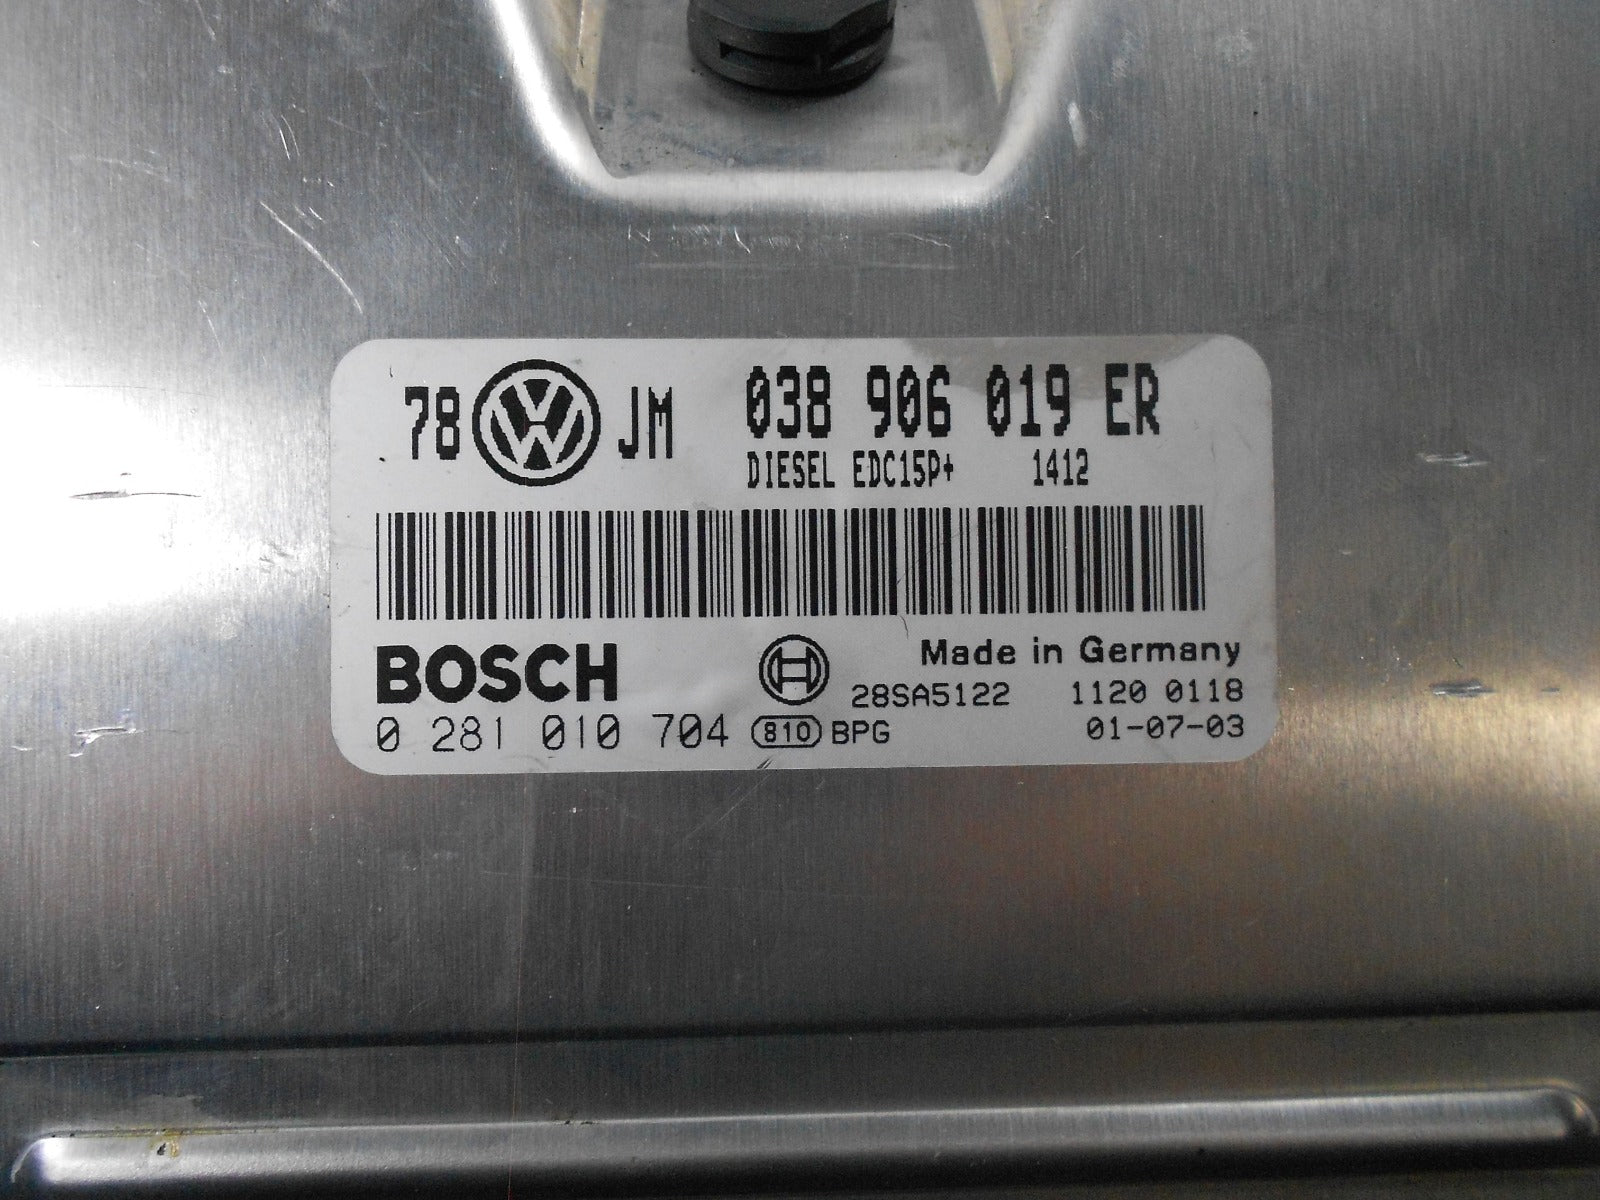 78 VW JM 038 906 019 ER
DIESEL EDC15P+ 1412
BOSCH Made in Germany
28SA5122 1120 0118
0 281 010 704 810 BPG 01-07-03